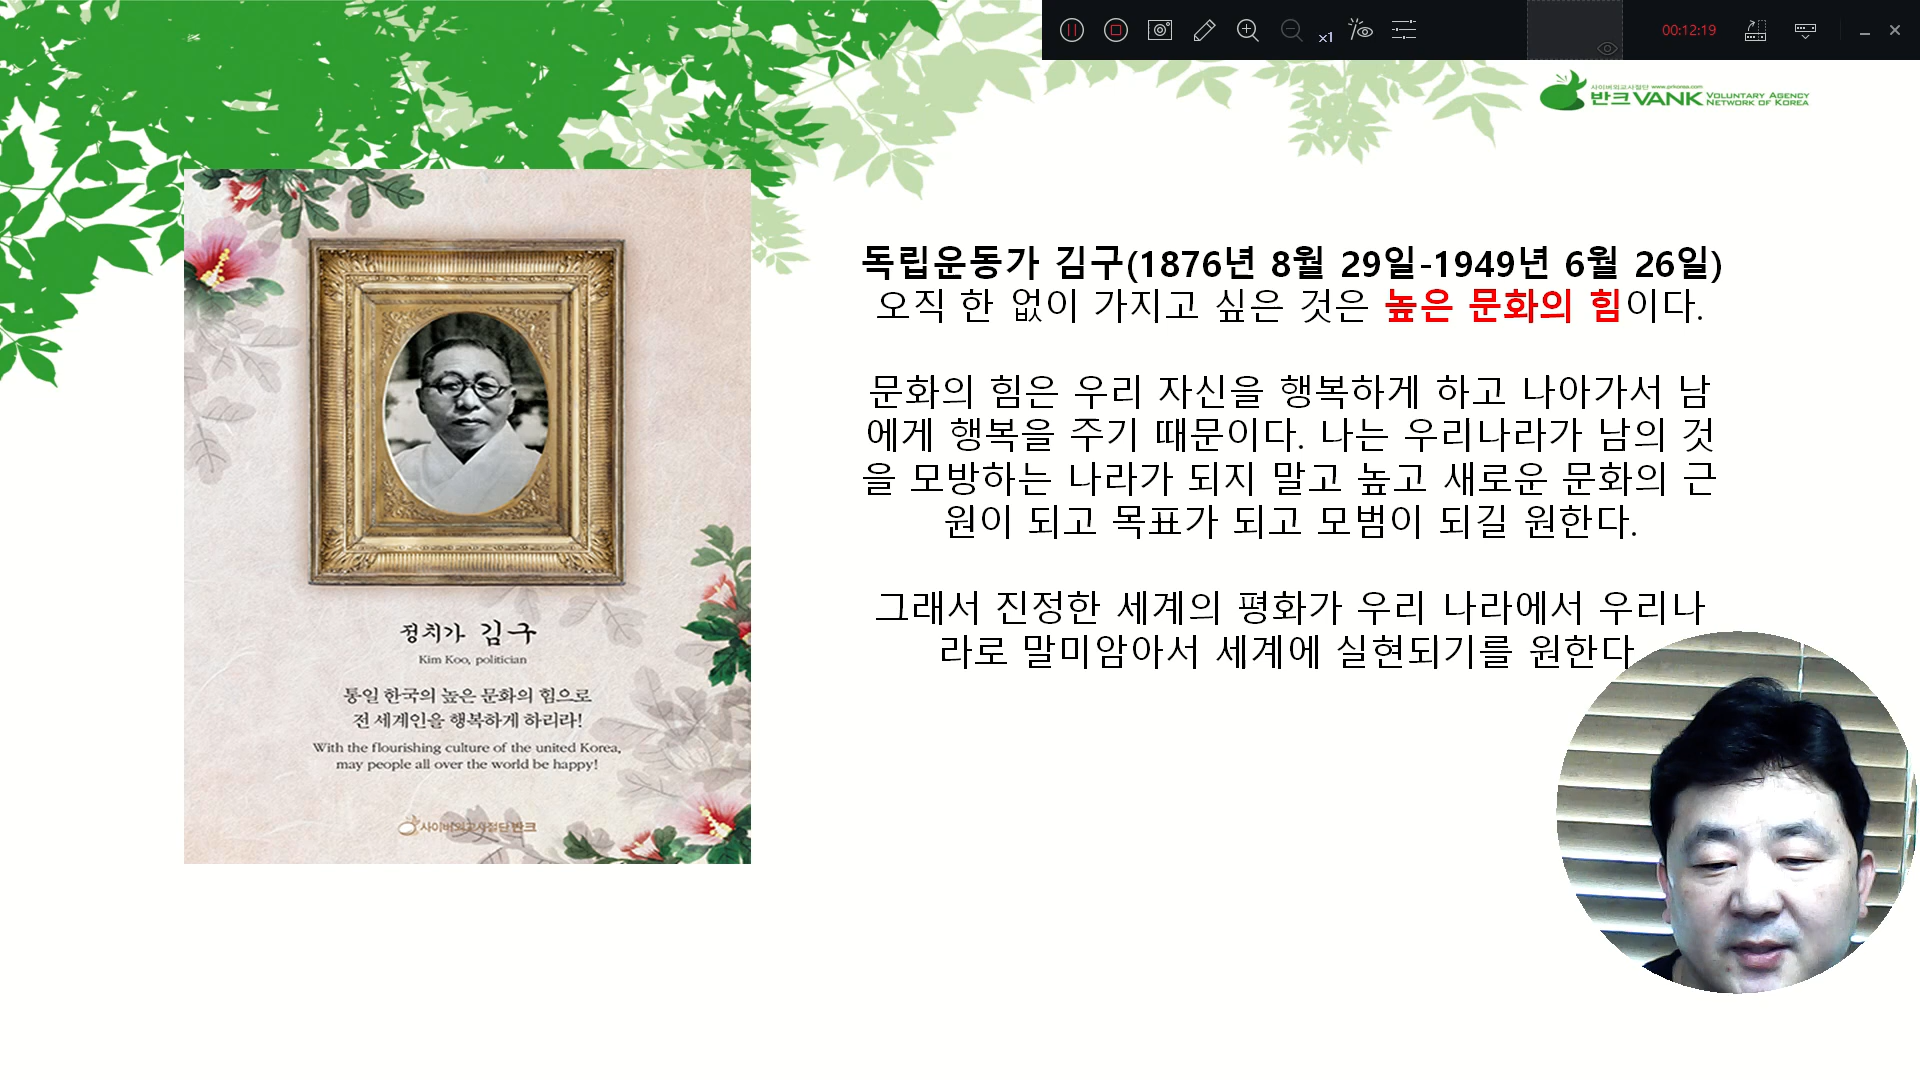 x1
00:12:19
사이버외교사절단 www.prkorea.com
반크 VANK VOLUNTARY AGENCY
NETWORK OF KOREA
독립운동가 김구(1876년 8월 29일-1949년 6월 26일)
오직 한 없이 가지고 싶은 것은 높은 문화의 힘이다.
문화의 힘은 우리 자신을 행복하게 하고 나아가서 남
에게 행복을 주기 때문이다. 나는 우리나라가 남의 것
을 모방하는 나라가 되지 말고 높고 새로운 문화의 근
원이 되고 목표가 되고 모범이 되길 원한다.
그래서 진정한 세계의 평화가 우리 나라에서 우리나
라로 말미암아서 세계에 실현되기를 원한다
정치가 김구
Kim Koo, politician
통일 한국의 높은 문화의 힘으로
전 세계인을 행복하게 하리라!
With the flourishing culture of the united Korea,
may people all over the world be happy!
사이버외교사절단 반크